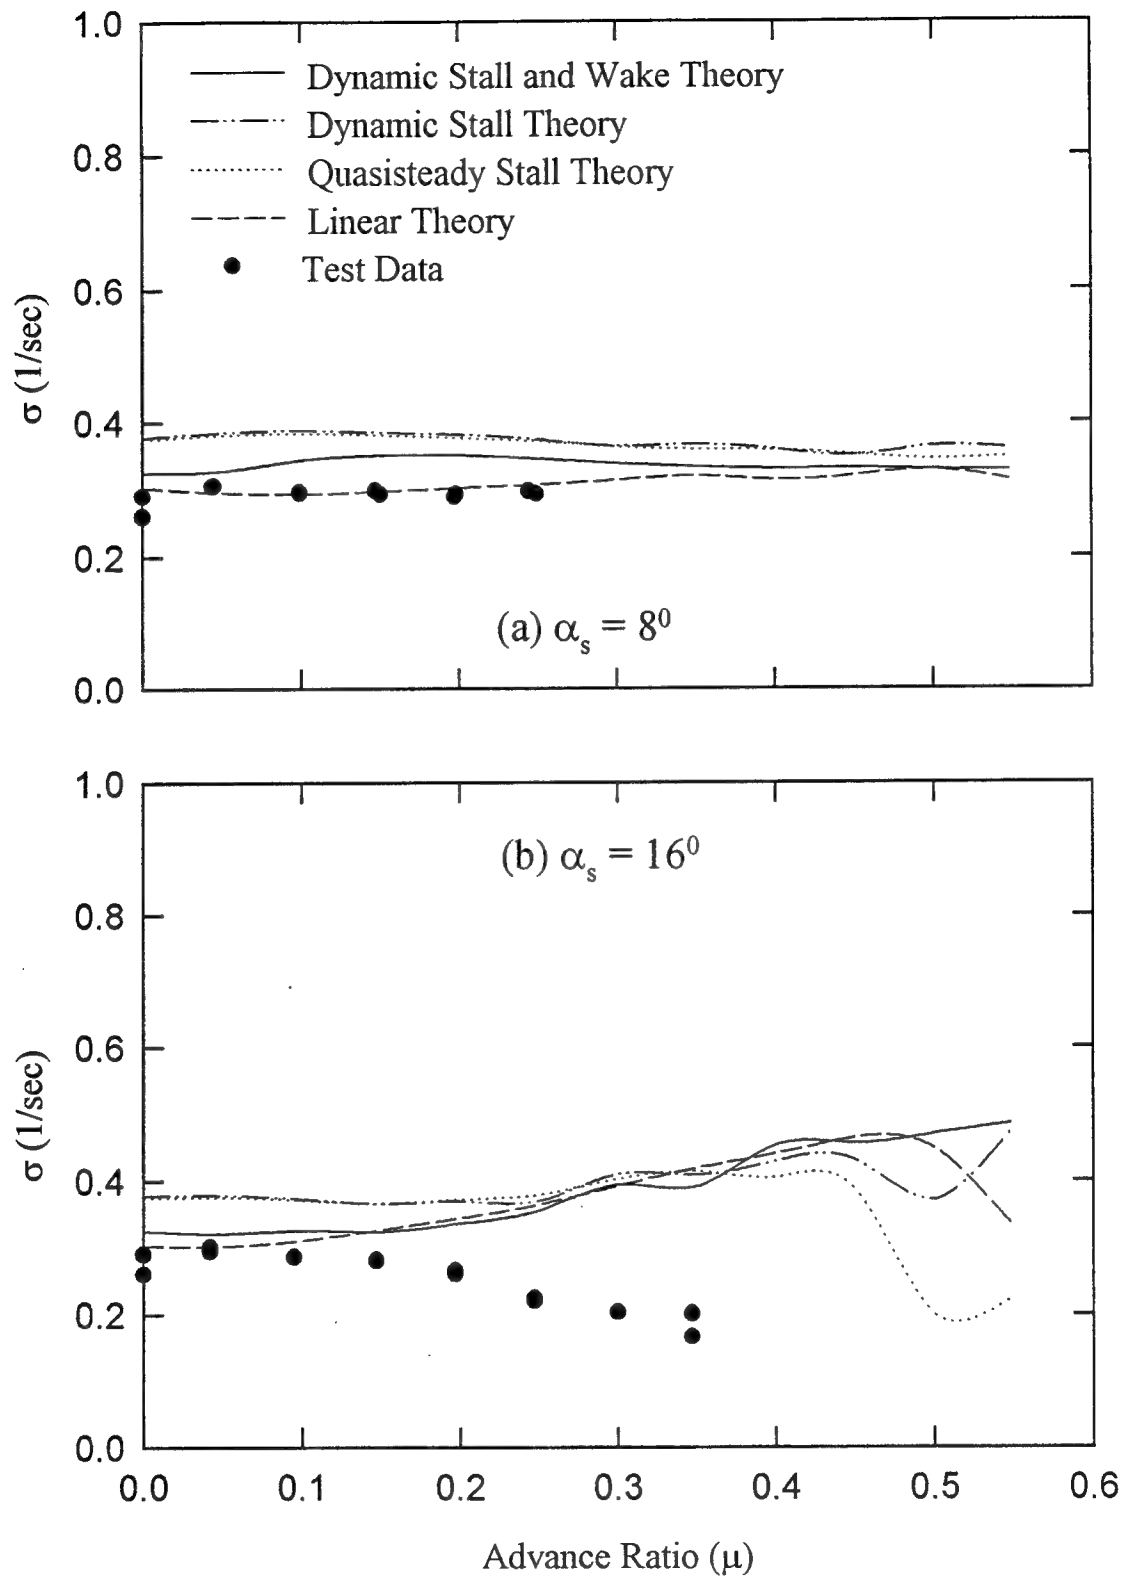 1.0
Dynamic Stall and Wake Theory
Dynamic Stall Theory
0.8
Quasisteady Stall Theory
Linear Theory
Test Data
0.6
σ (1/sec)
0.4
0.2
(a) αs = 8⁰
0.0
1.0
(b) αs = 16⁰
0.8
0.6
σ (1/sec)
0.4
0.2
0.0
0.0 0.1 0.2 0.3 0.4 0.5 0.6
Advance Ratio (μ)